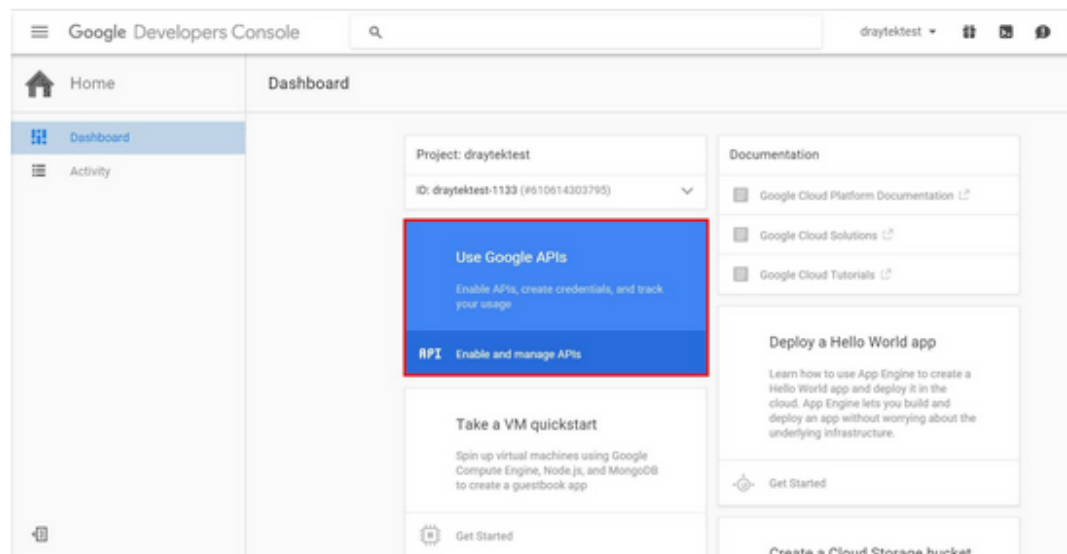 Google Developers Console
draytektest
Home
Dashboard
Dashboard
Activity
Project: draytektest
ID: draytektest-1133 (#610614303795)
Use Google APIs
Enable APIs, create credentials, and track
your usage
API Enable and manage APIs
Take a VM quickstart
Spin up virtual machines using Google
Compute Engine, Node.js, and MongoDB
to create a guestbook app
Get Started
Documentation
Google Cloud Platform Documentation
Google Cloud Solutions
Google Cloud Tutorials
Deploy a Hello World app
Learn how to use App Engine to create a
Hello World app and deploy it in the
cloud. App Engine lets you build and
deploy an app without worrying about the
underlying infrastructure.
Get Started
Create a Cloud Storage bucket